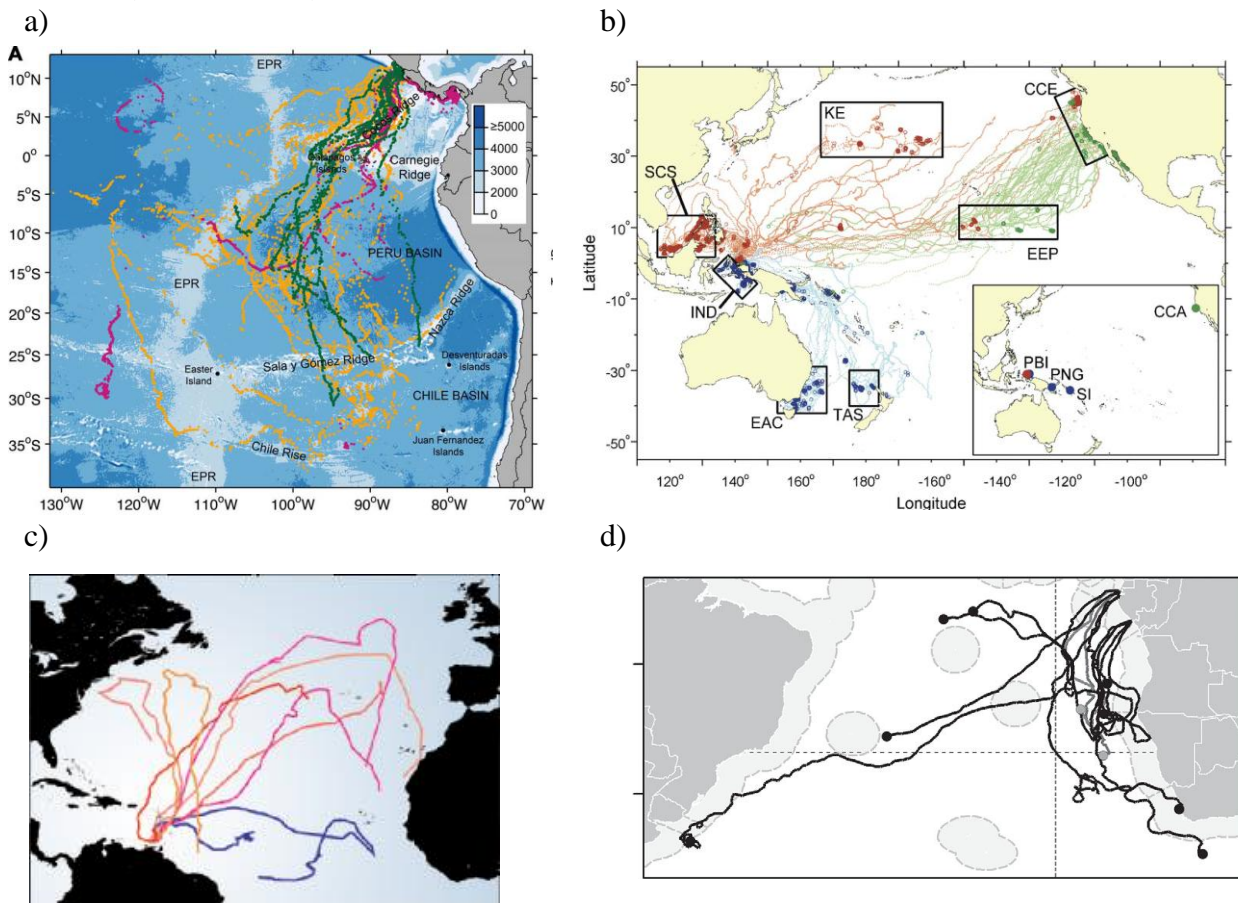 a)
A
10°N
5°N
0°
5°S
10°S
15°S
20°S
25°S
30°S
35°S
EPR
Ridge
Islands
Carnegie
Ridge
≥5000
4000
3000
2000
0
PERU BASIN
EPR
Nazca Ridge
Sala y Gómez Ridge
Easter
Island
Desventuradas
Islands
CHILE BASIN
Juan Fernandez
Islands
Chile Rise
EPR
120°W
110°W
100°W
90°W
80°W
70°W
b)
Latitude
50°
30°
10°
-10°
-30°
-50°
KE
CCE
SCS
EEP
IND
EAC
TAS
CCA
PBI
PNG
SI
120°
140°
160°
180°
-160°
-140°
-120°
-100°
Longitude
c)
d)